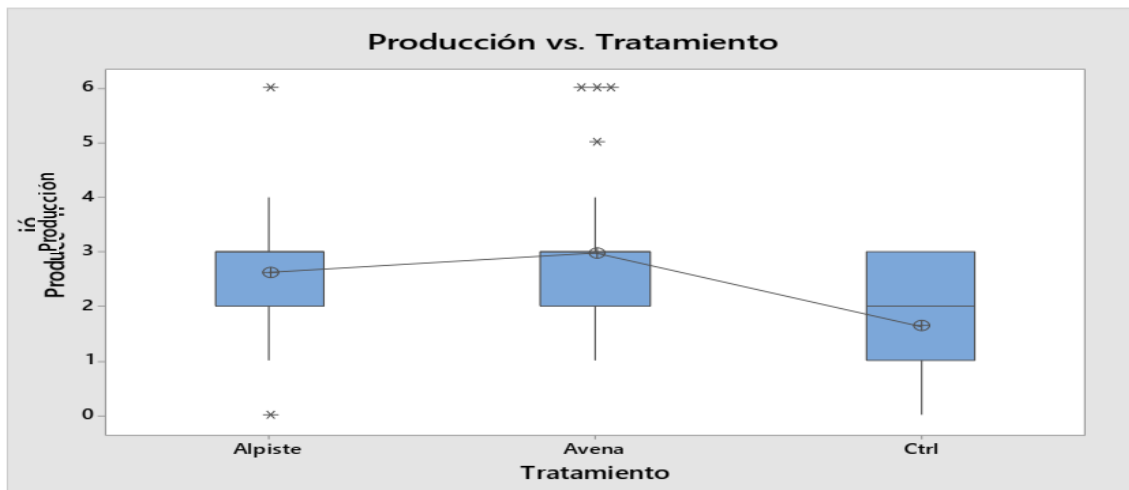 Producción vs. Tratamiento
6
5
4
3
2
1
0
Producción
Alpiste
Avena
Ctrl
Tratamiento